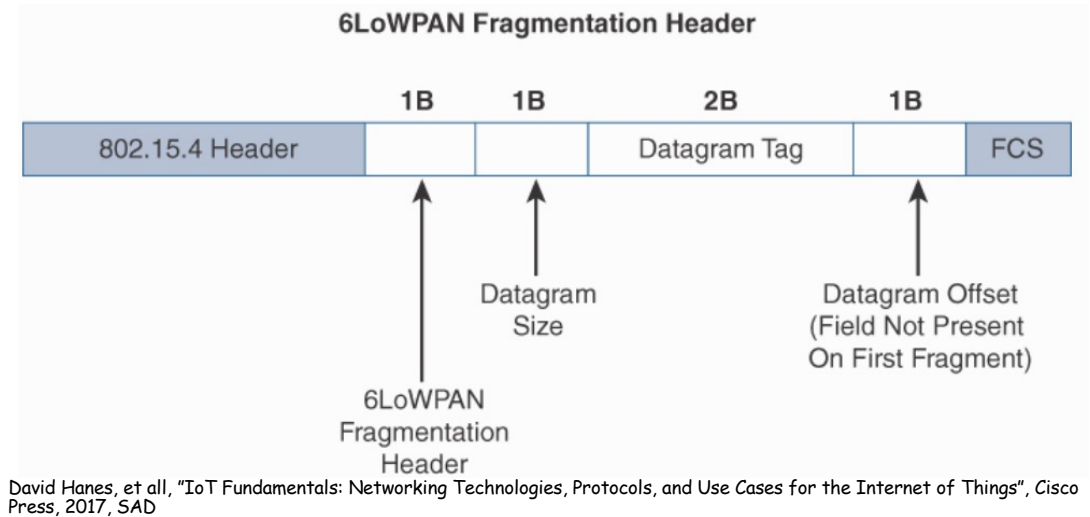 6LoWPAN Fragmentation Header
1B 1B 2B 1B
802.15.4 Header Datagram Tag FCS
Datagram
Size
Datagram Offset
(Field Not Present
On First Fragment)
6LoWPAN
Fragmentation
Header
David Hanes, et all, "IoT Fundamentals: Networking Technologies, Protocols, and Use Cases for the Internet of Things", Cisco
Press, 2017, SAD